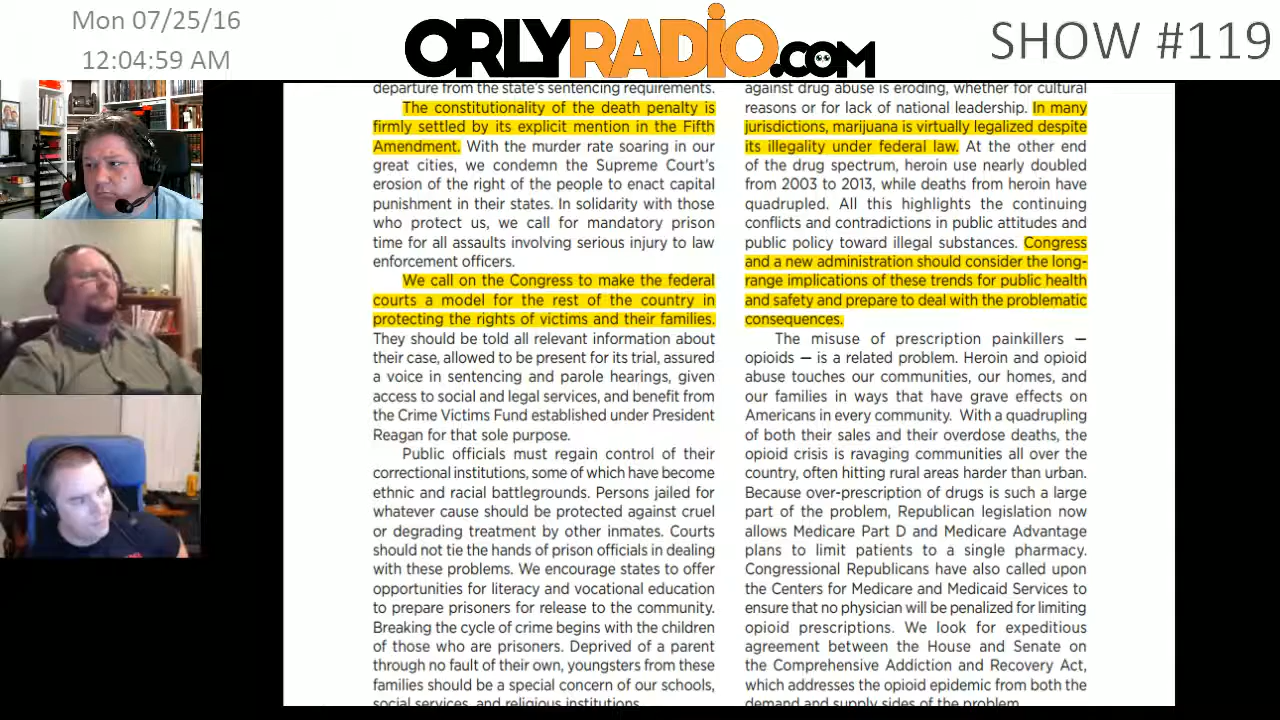 Mon 07/25/16
12:04:59 AM
ORLYRADIO.COM
SHOW #119
departure from the state's sentencing requirements.
The constitutionality of the death penalty is
firmly settled by its explicit mention in the Fifth
Amendment. With the murder rate soaring in our
great cities, we condemn the Supreme Court's
erosion of the right of the people to enact capital
punishment in their states. In solidarity with those
who protect us, we call for mandatory prison
time for all assaults involving serious injury to law
enforcement officers.
We call on the Congress to make the federal
courts a model for the rest of the country in
protecting the rights of victims and their families.
They should be told all relevant information about
their case, allowed to be present for its trial, assured
a voice in sentencing and parole hearings, given
access to social and legal services, and benefit from
the Crime Victims Fund established under President
Reagan for that sole purpose.
Public officials must regain control of their
correctional institutions, some of which have become
ethnic and racial battlegrounds. Persons jailed for
whatever cause should be protected against cruel
or degrading treatment by other inmates. Courts
should not tie the hands of prison officials in dealing
with these problems. We encourage states to offer
opportunities for literacy and vocational education
to prepare prisoners for release to the community.
Breaking the cycle of crime begins with the children
of those who are prisoners. Deprived of a parent
through no fault of their own, youngsters from these
families should be a special concern of our schools,
social services, and religious institutions.
against drug abuse is eroding, whether for cultural
reasons or for lack of national leadership. In many
jurisdictions, marijuana is virtually legalized despite
its illegality under federal law. At the other end
of the drug spectrum, heroin use nearly doubled
from 2003 to 2013, while deaths from heroin have
quadrupled. All this highlights the continuing
conflicts and contradictions in public attitudes and
public policy toward illegal substances. Congress
and a new administration should consider the long-
range implications of these trends for public health
and safety and prepare to deal with the problematic
consequences.
The misuse of prescription painkillers —
opioids — is a related problem. Heroin and opioid
abuse touches our communities, our homes, and
our families in ways that have grave effects on
Americans in every community. With a quadrupling
of both their sales and their overdose deaths, the
opioid crisis is ravaging communities all over the
country, often hitting rural areas harder than urban.
Because over-prescription of drugs is such a large
part of the problem, Republican legislation now
allows Medicare Part D and Medicare Advantage
plans to limit patients to a single pharmacy.
Congressional Republicans have also called upon
the Centers for Medicare and Medicaid Services to
ensure that no physician will be penalized for limiting
opioid prescriptions. We look for expeditious
agreement between the House and Senate on
the Comprehensive Addiction and Recovery Act,
which addresses the opioid epidemic from both the
demand and supply sides of the problem.